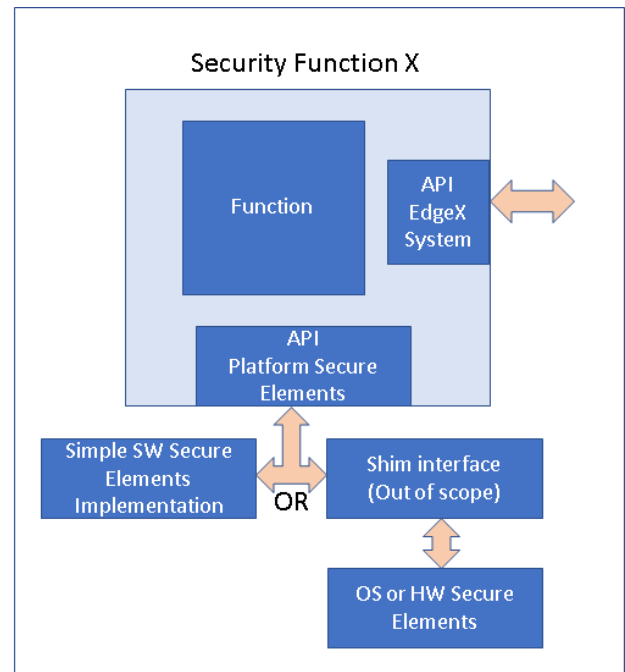 Security Function X
Function
API
EdgeX
System
API
Platform Secure
Elements
Simple SW Secure
Elements
Implementation
OR
Shim interface
(Out of scope)
OS or HW Secure
Elements